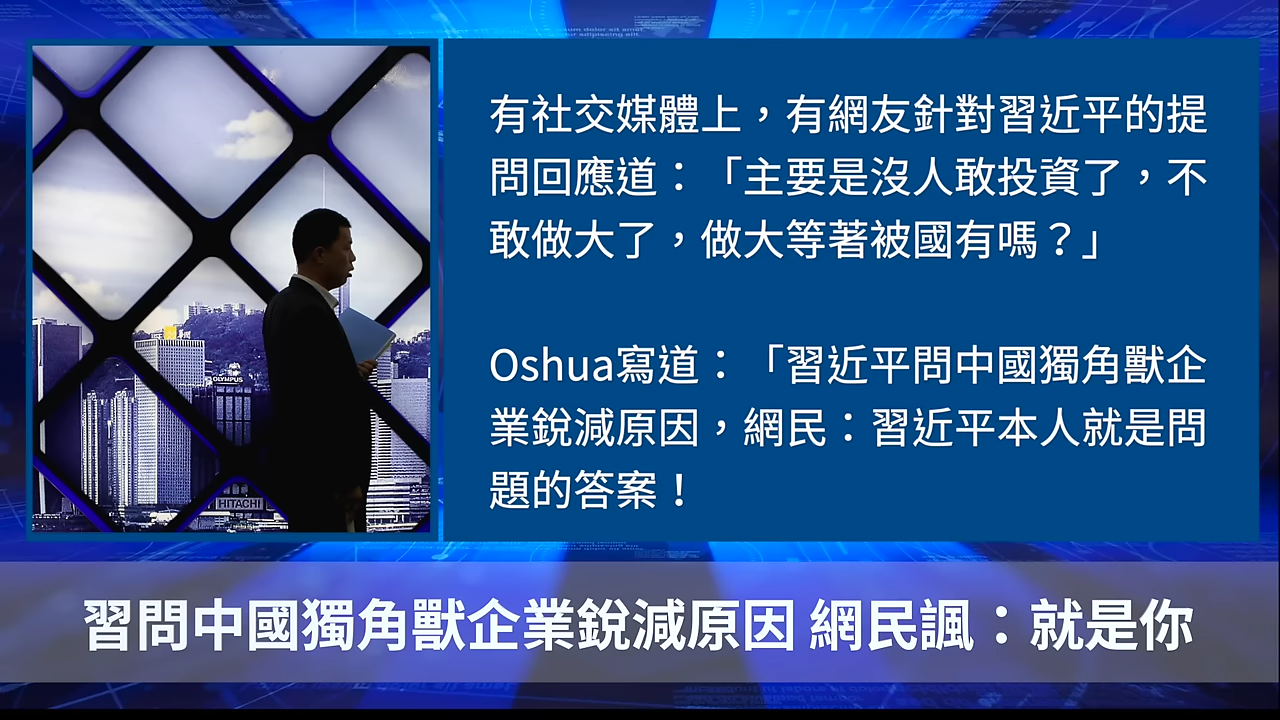 有社交媒體上，有網友針對習近平的提
問回應道：「主要是沒人敢投資了，不
敢做大了，做大等著被國有嗎？」
Oshua寫道：「習近平問中國獨角獸企
業銳減原因，網民：習近平本人就是問
題的答案！
OLYMPUS
HITACHI
習問中國獨角獸企業銳減原因 網民諷：就是你